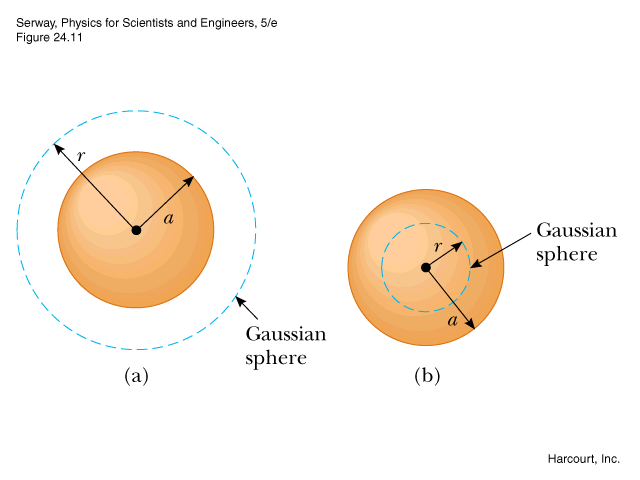 Serway, Physics for Scientists and Engineers, 5/e
Figure 24.11
r
a
Gaussian
sphere
(a)
r
a
Gaussian
sphere
(b)
Harcourt, Inc.